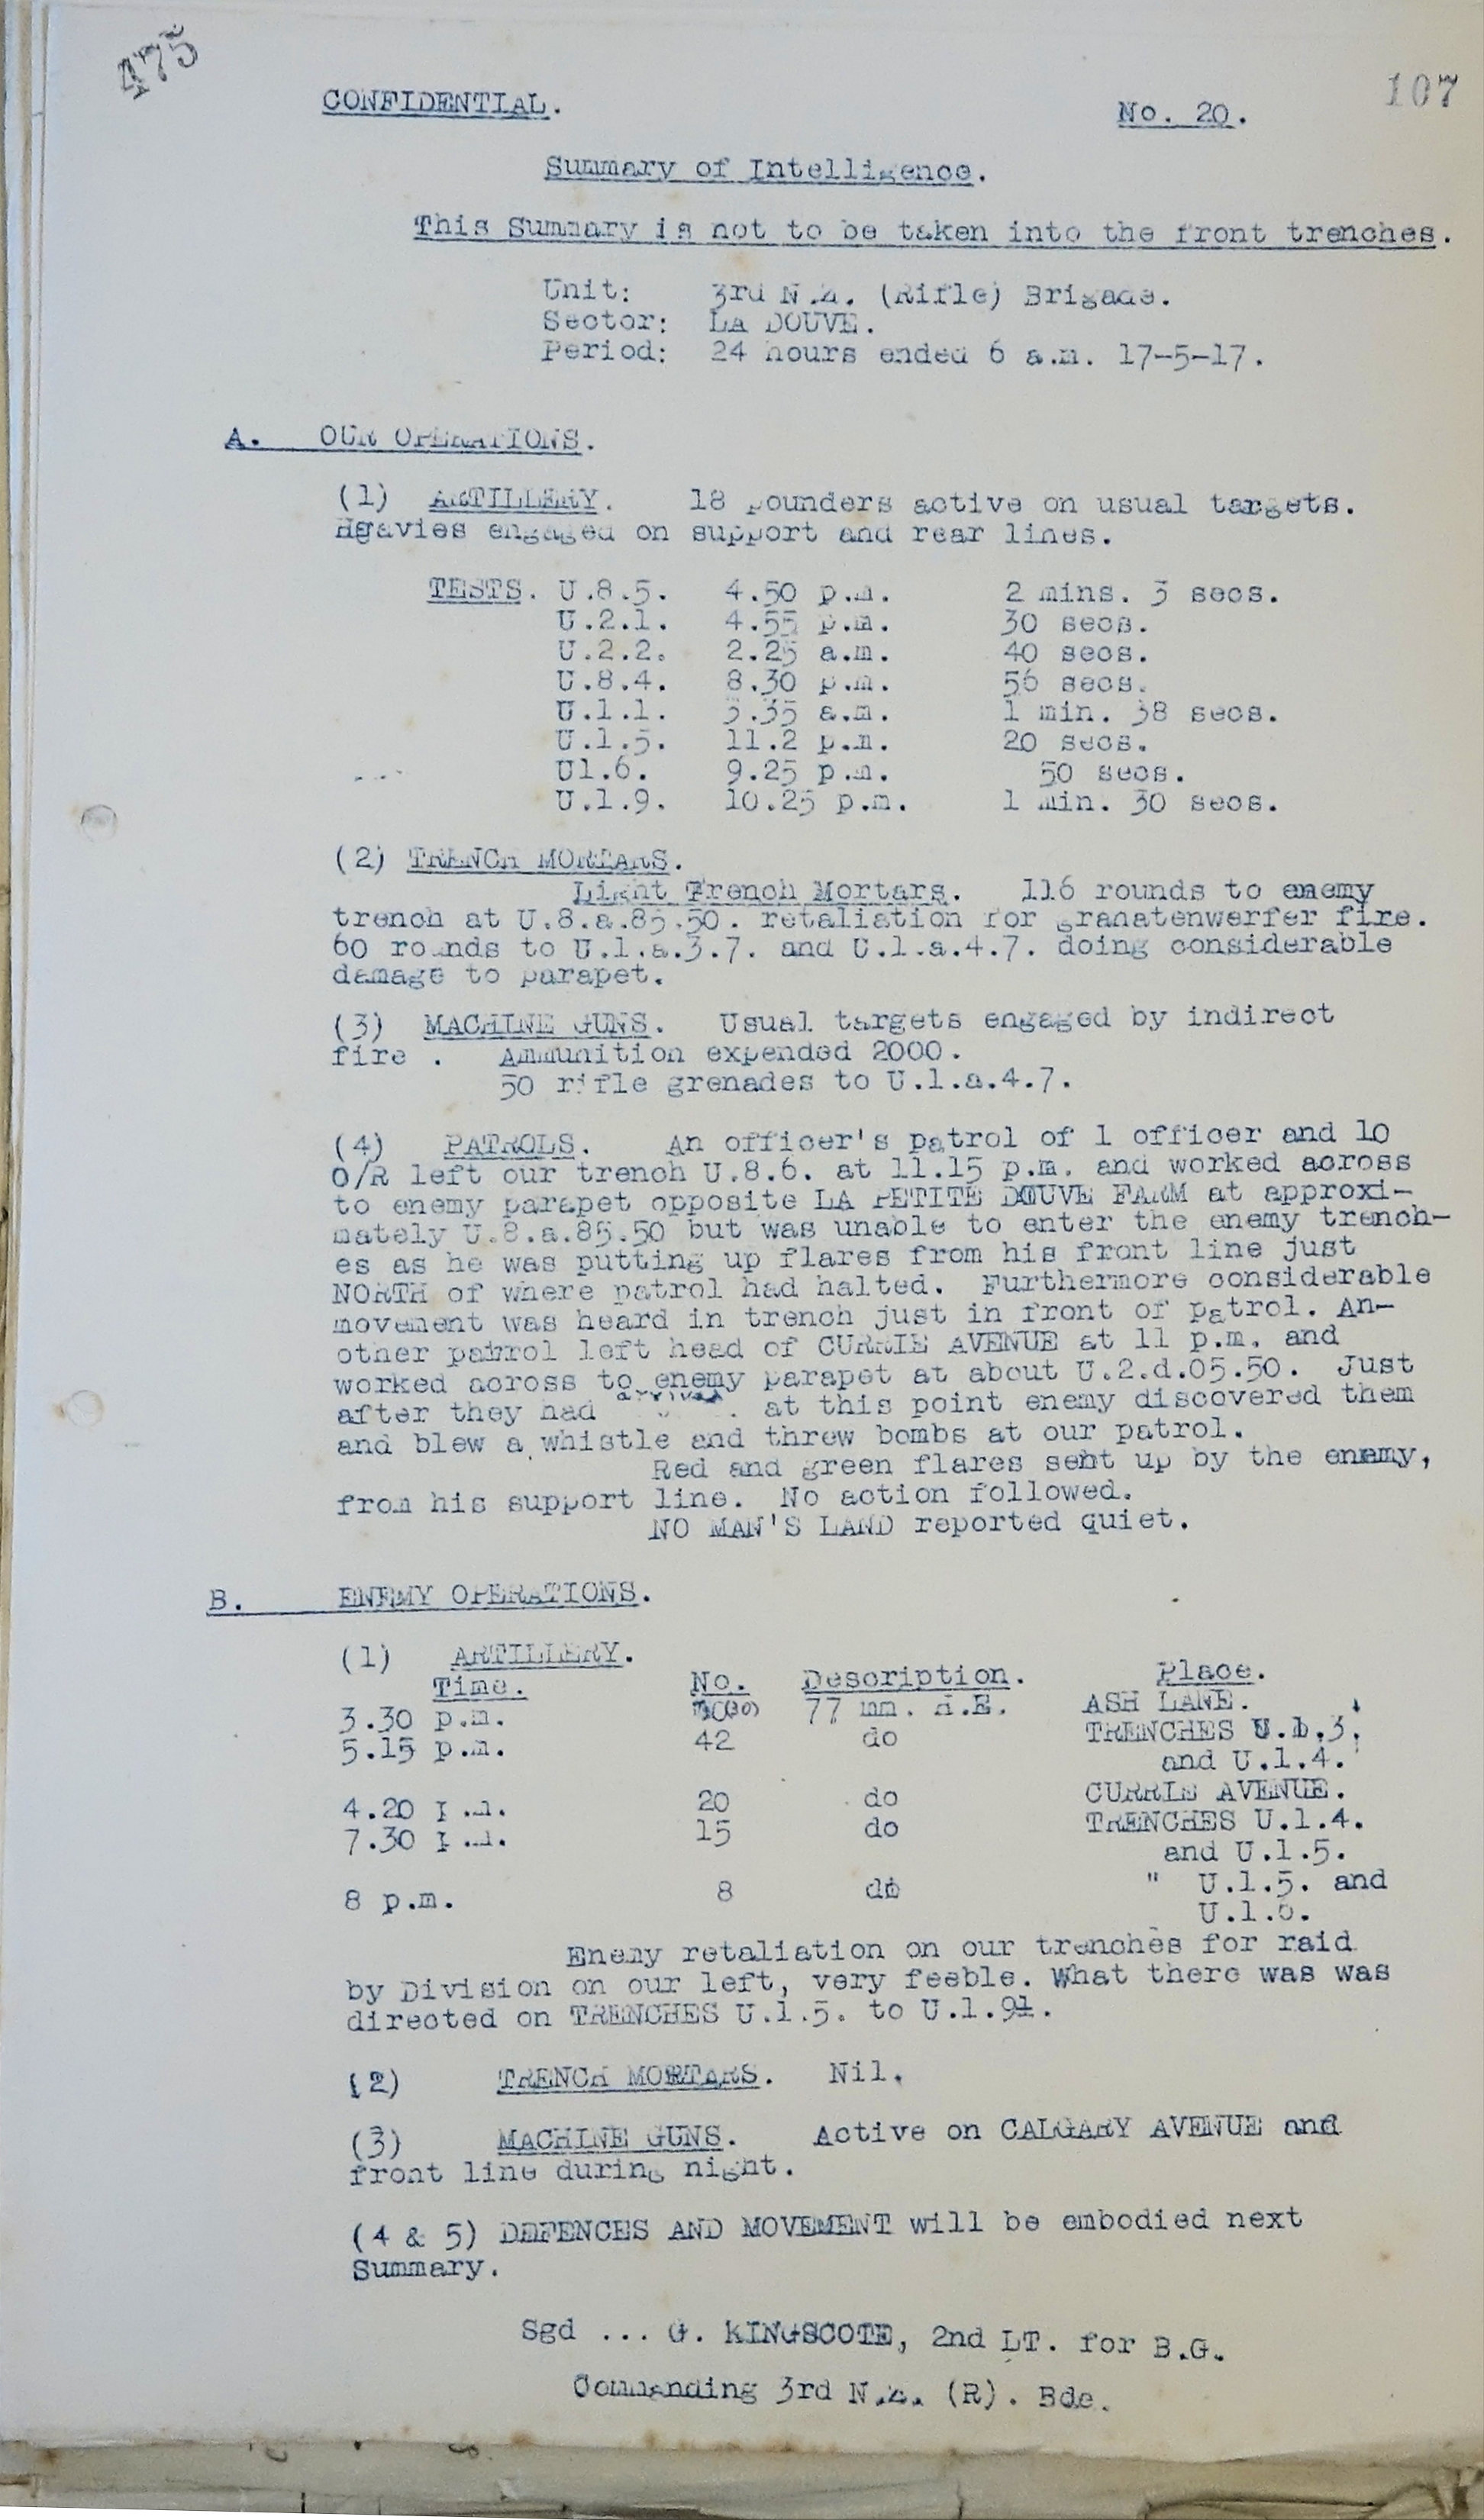 475
107
CONFIDENTIAL. No. 20.
Summary of Intelligence.
This Summary is not to be taken into the front trenches.
Unit: 3rd N.Z. (Rifle) Brigade.
Sector: LA DOUVE.
Period: 24 hours ended 6 a.m. 17-5-17.
A. OUR OPERATIONS.
(1) ARTILLERY. 18 pounders active on usual targets.
Heavies engaged on support and rear lines.
TESTS. U.8.5. 4.50 p.m. 2 mins. 3 secs.
U.2.1. 4.55 p.m. 30 secs.
U.2.2. 2.25 a.m. 40 secs.
U.8.4. 8.30 p.m. 56 secs.
U.1.1. 3.35 a.m. 1 min. 38 secs.
U.1.5. 11.2 p.m. 20 secs.
U1.6. 9.25 p.m. 50 secs.
U.1.9. 10.25 p.m. 1 min. 30 secs.
(2) TRENCH MORTARS.
Light Trench Mortars. 116 rounds to enemy
trench at U.8.a.85.50. retaliation for granatenwerfer fire.
60 rounds to U.1.a.3.7. and U.1.a.4.7. doing considerable
damage to parapet.
(3) MACHINE GUNS. Usual targets engaged by indirect
fire . Ammunition expended 2000.
50 rifle grenades to U.1.a.4.7.
(4) PATROLS. An officer's patrol of 1 officer and 10
O/R left our trench U.8.6. at 11.15 p.m. and worked across
to enemy parapet opposite LA PETITE DOUVE FARM at approxi-
mately U.8.a.85.50 but was unable to enter the enemy trench-
es as he was putting up flares from his front line just
NORTH of where patrol had halted. Furthermore considerable
movement was heard in trench just in front of patrol. An-
other patrol left head of CURRIE AVENUE at 11 p.m. and
worked across to enemy parapet at about U.2.d.05.50. Just
after they had arrived at this point enemy discovered them
and blew a whistle and threw bombs at our patrol.
Red and green flares sent up by the enemy,
from his support line. No action followed.
NO MAN'S LAND reported quiet.
B. ENEMY OPERATIONS.
(1) ARTILLERY.
Time. No. Description. Place.
3.30 p.m. (30) 77 mm. H.E. ASH LANE.
5.15 p.m. 42 do TRENCHES U.1.3.
and U.1.4.
4.20 p.m. 20 do CURRIE AVENUE.
7.30 p.m. 15 do TRENCHES U.1.4.
and U.1.5.
8 p.m. 8 do " U.1.5. and
U.1.6.
Enemy retaliation on our trenches for raid
by Division on our left, very feeble. What there was was
directed on TRENCHES U.1.5. to U.1.9.
(2) TRENCH MORTARS. Nil.
(3) MACHINE GUNS. Active on CALGARY AVENUE and
front line during night.
(4 & 5) DEFENCES AND MOVEMENT will be embodied next
Summary.
Sgd ... G. KINGSCOTE, 2nd LT. for B.G.
Commanding 3rd N.Z. (R). Bde.